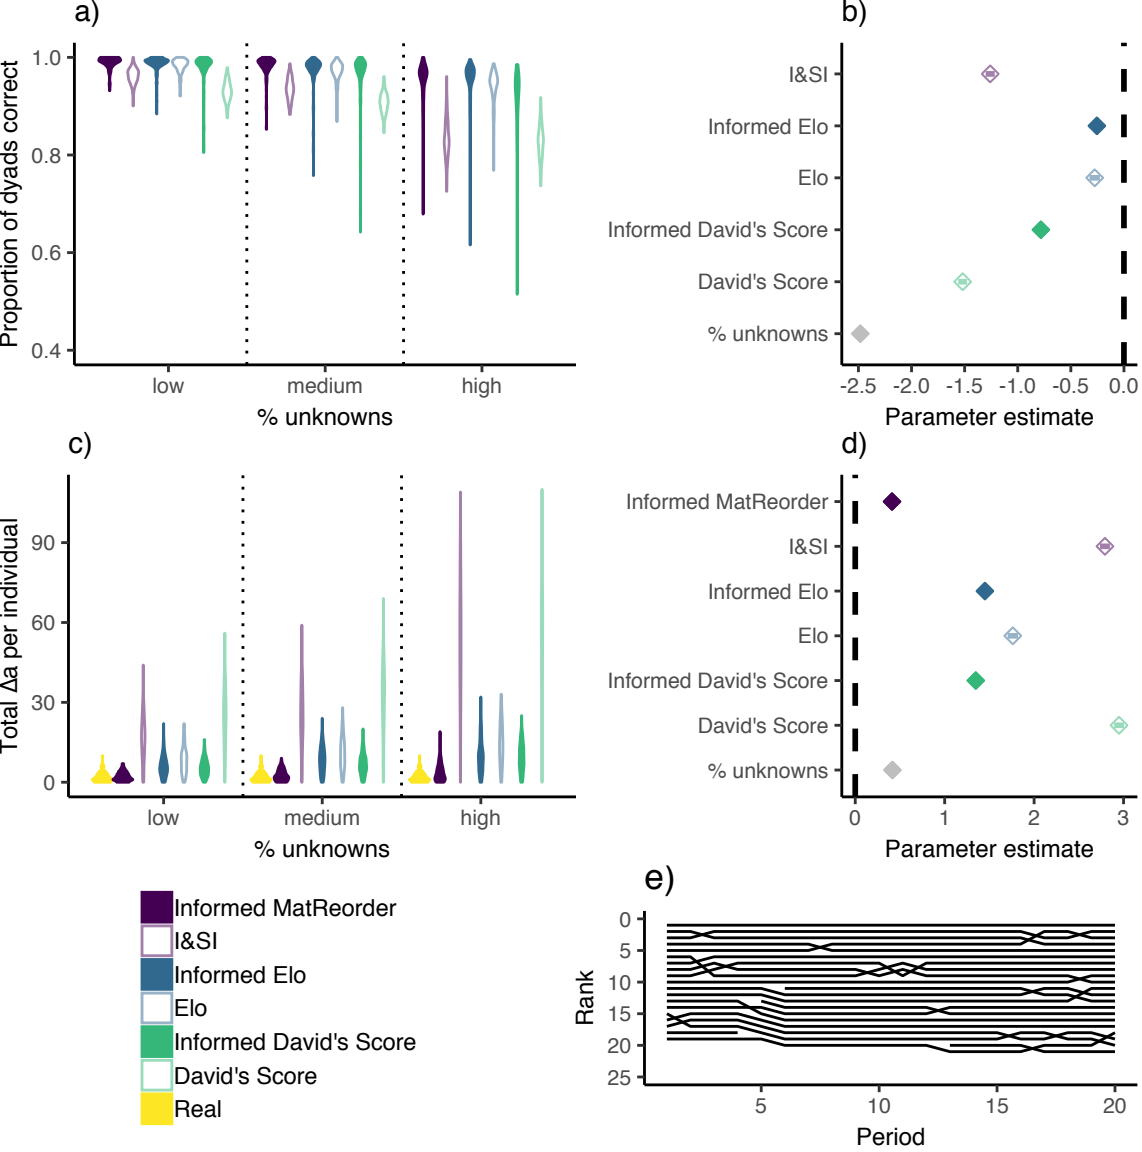 a)
Proportion of dyads correct
1.0
0.8
0.6
0.4
low medium high
% unknowns
b)
I&SI
Informed Elo
Elo
Informed David's Score
David's Score
% unknowns
-2.5 -2.0 -1.5 -1.0 -0.5 0.0
Parameter estimate
c)
Total Δa per individual
90
60
30
0
low medium high
% unknowns
d)
Informed MatReorder
I&SI
Informed Elo
Elo
Informed David's Score
David's Score
% unknowns
0 1 2 3
Parameter estimate
Informed MatReorder
I&SI
Informed Elo
Elo
Informed David's Score
David's Score
Real
e)
Rank
0
5
10
15
20
25
5 10 15 20
Period